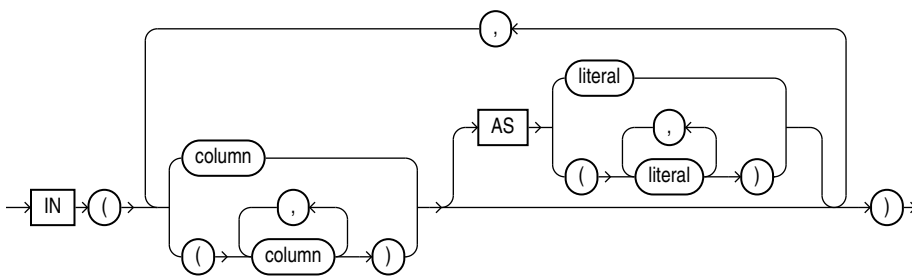 ,
literal
AS
,
( literal )
column
IN ( )
,
( column )